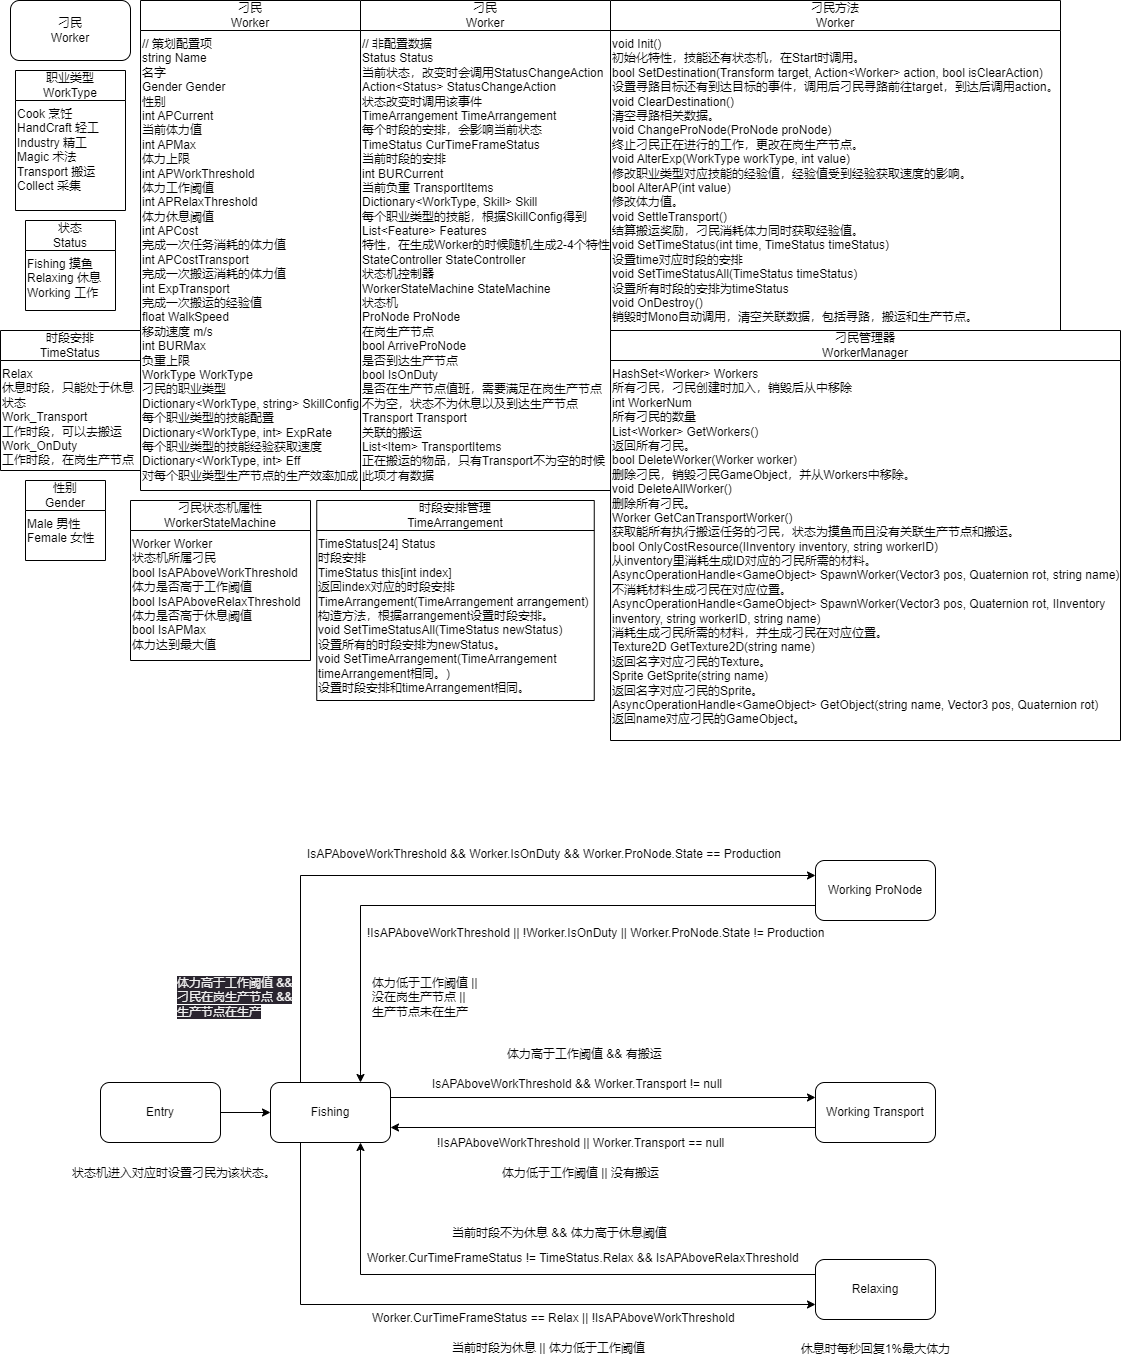 刁民
Worker
职业类型
WorkType
Cook 烹饪
HandCraft 轻工
Industry 精工
Magic 术法
Transport 搬运
Collect 采集
状态
Status
Fishing 摸鱼
Relaxing 休息
Working 工作
时段安排
TimeStatus
Relax
休息时段，只能处于休息
状态
Work_Transport
工作时段，可以去搬运
Work_OnDuty
工作时段，在岗生产节点
性别
Gender
Male 男性
Female 女性
刁民
Worker
// 策划配置项
string Name
名字
Gender Gender
性别
int APCurrent
当前体力值
int APMax
体力上限
int APWorkThreshold
体力工作阈值
int APRelaxThreshold
体力休息阈值
int APCost
完成一次任务消耗的体力值
int APCostTransport
完成一次搬运消耗的体力值
int ExpTransport
完成一次搬运的经验值
float WalkSpeed
移动速度 m/s
int BURMax
负重上限
WorkType WorkType
刁民的职业类型
Dictionary<WorkType, string> SkillConfig
每个职业类型的技能配置
Dictionary<WorkType, int> ExpRate
每个职业类型的技能经验获取速度
Dictionary<WorkType, int> Eff
对每个职业类型生产节点的生产效率加成
刁民
Worker
// 非配置数据
Status Status
当前状态，改变时会调用StatusChangeAction
Action<Status> StatusChangeAction
状态改变时调用该事件
TimeArrangement TimeArrangement
每个时段的安排，会影响当前状态
TimeStatus CurTimeFrameStatus
当前时段的安排
int BURCurrent
当前负重 TransportItems
Dictionary<WorkType, Skill> Skill
每个职业类型的技能，根据SkillConfig得到
List<Feature> Features
特性，在生成Worker的时候随机生成2-4个特性
StateController StateController
状态机控制器
WorkerStateMachine StateMachine
状态机
ProNode ProNode
在岗生产节点
bool ArriveProNode
是否到达生产节点
bool IsOnDuty
是否在生产节点值班，需要满足在岗生产节点
不为空，状态不为休息以及到达生产节点
Transport Transport
关联的搬运
List<Item> TransportItems
正在搬运的物品，只有Transport不为空的时候
此项才有数据
刁民方法
Worker
void Init()
初始化特性，技能还有状态机，在Start时调用。
bool SetDestination(Transform target, Action<Worker> action, bool isClearAction)
设置寻路目标还有到达目标的事件，调用后刁民寻路前往target，到达后调用action。
void ClearDestination()
清空寻路相关数据。
void ChangeProNode(ProNode proNode)
终止刁民正在进行的工作，更改在岗生产节点。
void AlterExp(WorkType workType, int value)
修改职业类型对应技能的经验值，经验值受到经验获取速度的影响。
bool AlterAP(int value)
修改体力值。
void SettleTransport()
结算搬运奖励，刁民消耗体力同时获取经验值。
void SetTimeStatus(int time, TimeStatus timeStatus)
设置time对应时段的安排
void SetTimeStatusAll(TimeStatus timeStatus)
设置所有时段的安排为timeStatus
void OnDestroy()
销毁时Mono自动调用，清空关联数据，包括寻路，搬运和生产节点。
刁民管理器
WorkerManager
HashSet<Worker> Workers
所有刁民，刁民创建时加入，销毁后从中移除
int WorkerNum
所有刁民的数量
List<Worker> GetWorkers()
返回所有刁民。
bool DeleteWorker(Worker worker)
删除刁民，销毁刁民GameObject，并从Workers中移除。
void DeleteAllWorker()
删除所有刁民。
Worker GetCanTransportWorker()
获取能所有执行搬运任务的刁民，状态为摸鱼而且没有关联生产节点和搬运。
bool OnlyCostResource(IInventory inventory, string workerID)
从inventory里消耗生成ID对应的刁民所需的材料。
AsyncOperationHandle<GameObject> SpawnWorker(Vector3 pos, Quaternion rot, string name)
不消耗材料生成刁民在对应位置。
AsyncOperationHandle<GameObject> SpawnWorker(Vector3 pos, Quaternion rot, IInventory
inventory, string workerID, string name)
消耗生成刁民所需的材料，并生成刁民在对应位置。
Texture2D GetTexture2D(string name)
返回名字对应刁民的Texture。
Sprite GetSprite(string name)
返回名字对应刁民的Sprite。
AsyncOperationHandle<GameObject> GetObject(string name, Vector3 pos, Quaternion rot)
返回name对应刁民的GameObject。
刁民状态机属性
WorkerStateMachine
Worker Worker
状态机所属刁民
bool IsAPAboveWorkThreshold
体力是否高于工作阈值
bool IsAPAboveRelaxThreshold
体力是否高于休息阈值
bool IsAPMax
体力达到最大值
时段安排管理
TimeArrangement
TimeStatus[24] Status
时段安排
TimeStatus this[int index]
返回index对应的时段安排
TimeArrangement(TimeArrangement arrangement)
构造方法，根据arrangement设置时段安排。
void SetTimeStatusAll(TimeStatus newStatus)
设置所有的时段安排为newStatus。
void SetTimeArrangement(TimeArrangement
timeArrangement相同。)
设置时段安排和timeArrangement相同。
IsAPAboveWorkThreshold && Worker.IsOnDuty && Worker.ProNode.State == Production
Working ProNode
!IsAPAboveWorkThreshold || !Worker.IsOnDuty || Worker.ProNode.State != Production
体力高于工作阈值 &&
刁民在岗生产节点 &&
生产节点在生产
体力低于工作阈值 ||
没在岗生产节点 ||
生产节点未在生产
体力高于工作阈值 && 有搬运
IsAPAboveWorkThreshold && Worker.Transport != null
Entry
Fishing
Working Transport
!IsAPAboveWorkThreshold || Worker.Transport == null
状态机进入对应时设置刁民为该状态。
体力低于工作阈值 || 没有搬运
当前时段不为休息 && 体力高于休息阈值
Worker.CurTimeFrameStatus != TimeStatus.Relax && IsAPAboveRelaxThreshold
Relaxing
Worker.CurTimeFrameStatus == Relax || !IsAPAboveWorkThreshold
当前时段为休息 || 体力低于工作阈值
休息时每秒回复1%最大体力